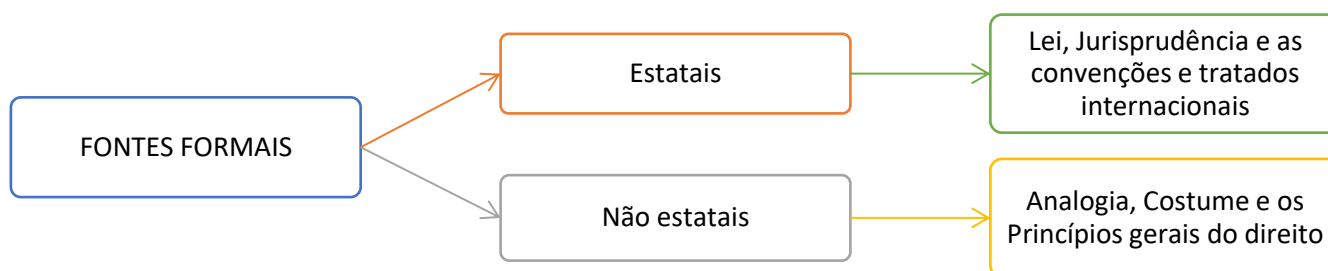 FONTES FORMAIS
Estatais
Lei, Jurisprudência e as
convenções e tratados
internacionais
Não estatais
Analogia, Costume e os
Princípios gerais do direito